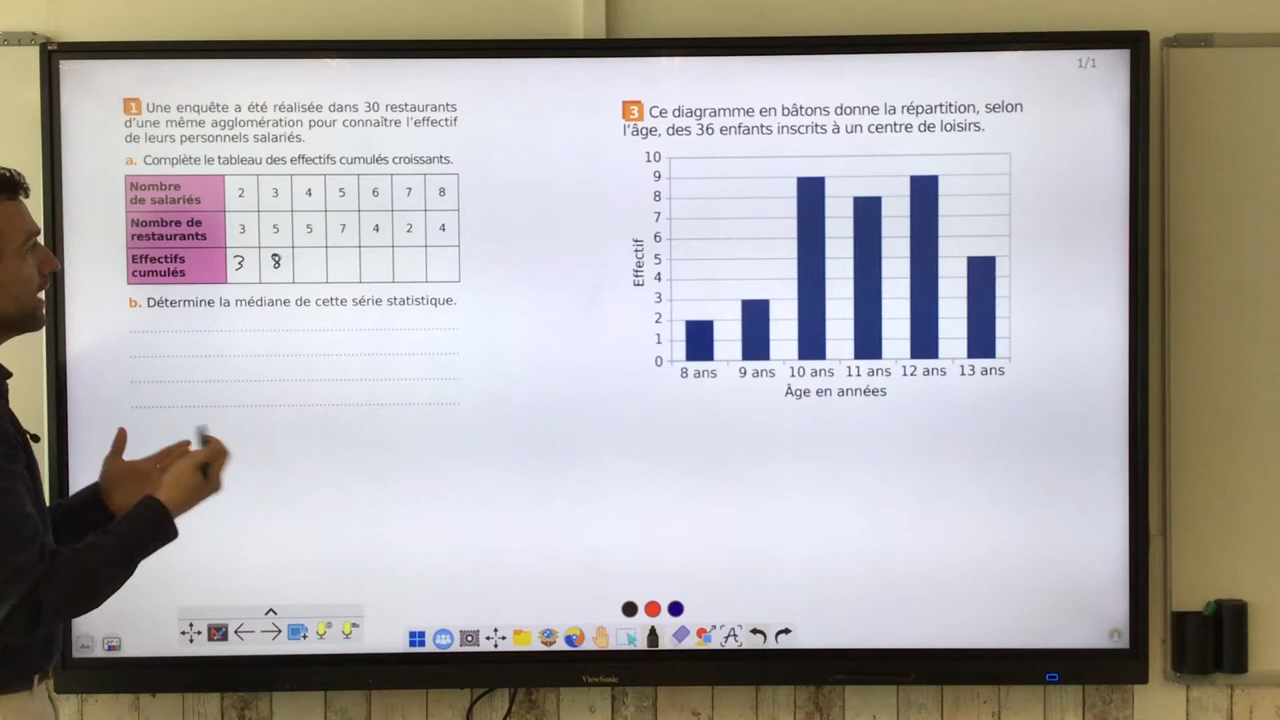 1/1
1 Une enquête a été réalisée dans 30 restaurants
d'une même agglomération pour connaître l'effectif
de leurs personnels salariés.
a. Complète le tableau des effectifs cumulés croissants.
Nombre de salariés 2 3 4 5 6 7 8
Nombre de restaurants 3 5 5 7 4 2 4
Effectifs cumulés 3 8
b. Détermine la médiane de cette série statistique.
3 Ce diagramme en bâtons donne la répartition, selon
l'âge, des 36 enfants inscrits à un centre de loisirs.
10
9
8
7
6
5
4
3
2
1
0
Effectif
8 ans 9 ans 10 ans 11 ans 12 ans 13 ans
Âge en années
ViewSonic